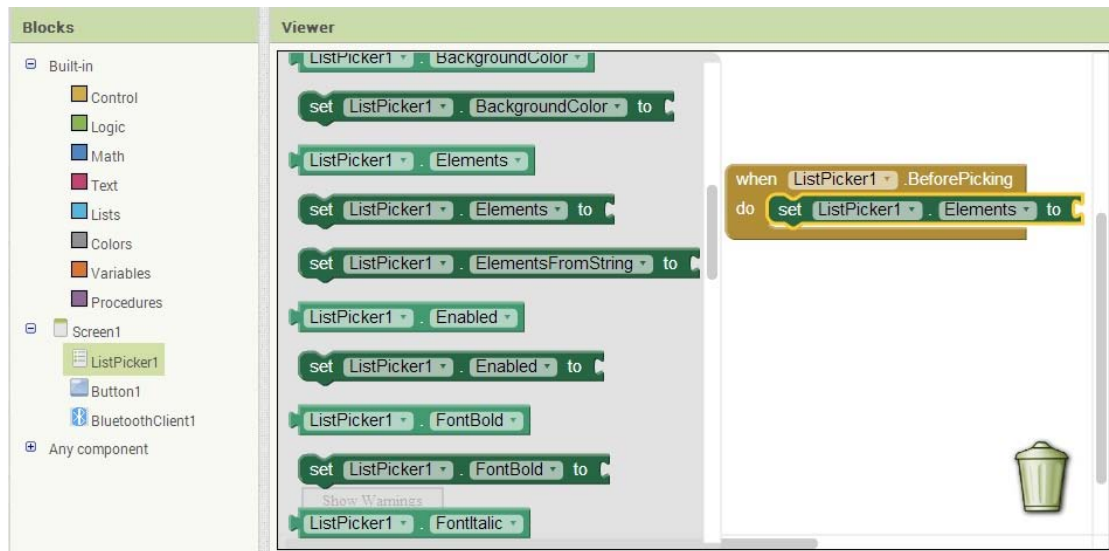 Blocks
Built-in
Control
Logic
Math
Text
Lists
Colors
Variables
Procedures
Screen1
ListPicker1
Button1
BluetoothClient1
Any component
Viewer
ListPicker1 . BackgroundColor
set ListPicker1 . BackgroundColor to
ListPicker1 . Elements
set ListPicker1 . Elements to
set ListPicker1 . ElementsFromString to
ListPicker1 . Enabled
set ListPicker1 . Enabled to
ListPicker1 . FontBold
set ListPicker1 . FontBold to
Show Warnings
ListPicker1 . FontItalic
when ListPicker1 .BeforePicking
do set ListPicker1 . Elements to